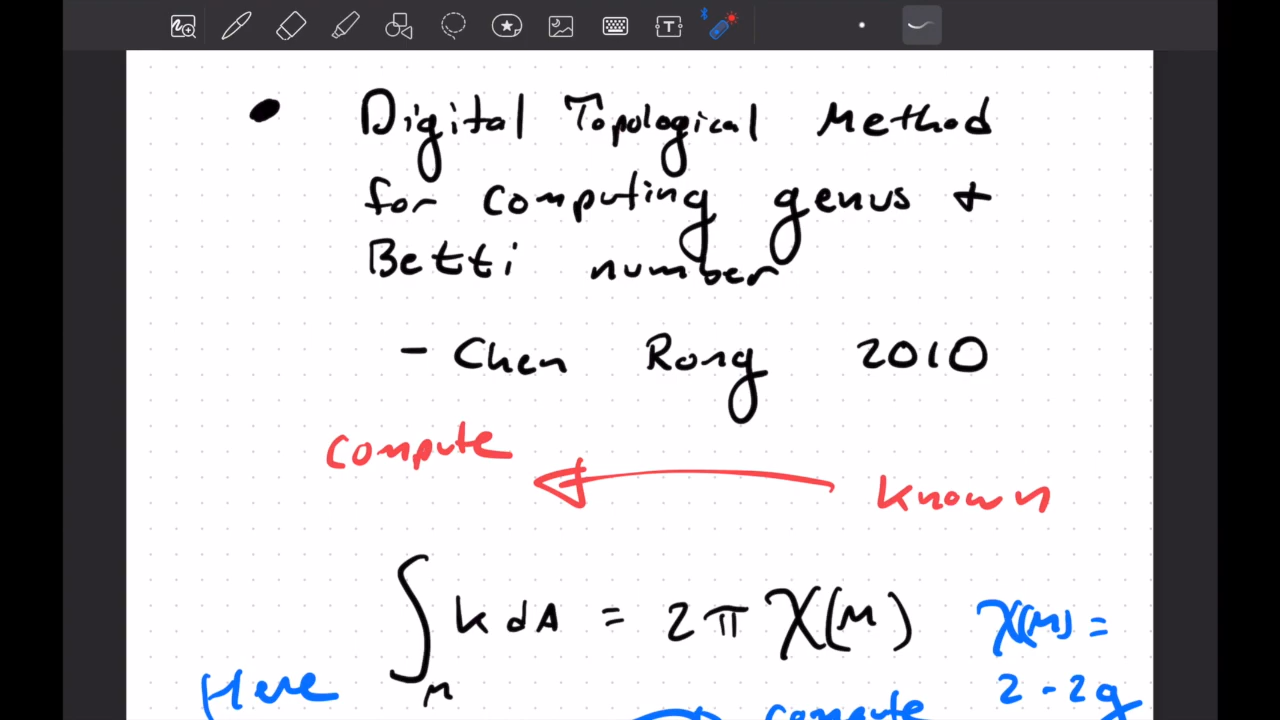 • Digital Topological Method
for computing genus +
Betti number
- Chen Rong 2010
compute
known
∫_M K dA = 2π χ(M)
χ(M) =
2 - 2g
Here
compute